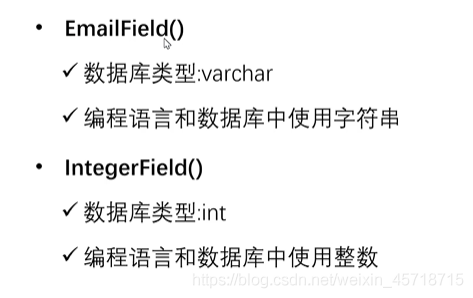 • EmailField()
✓ 数据库类型:varchar
✓ 编程语言和数据库中使用字符串
• IntegerField()
✓ 数据库类型:int
✓ 编程语言和数据库中使用整数
https://blog.csdn.net/weixin_45718715